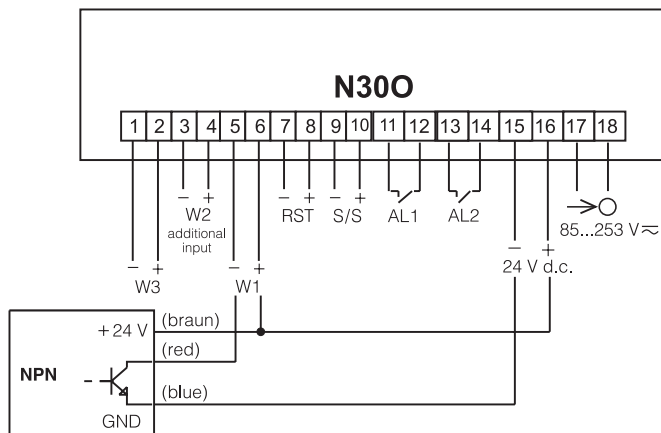 N30O
1 2 3 4 5 6 7 8 9 10 11 12 13 14 15 16 17 18
− + − + − +
W2 RST S/S AL1 AL2
additional
input
85...253 V
− + − + − +
24 V d.c.
W3 W1
+24 V (braun)
(red)
NPN
(blue)
GND